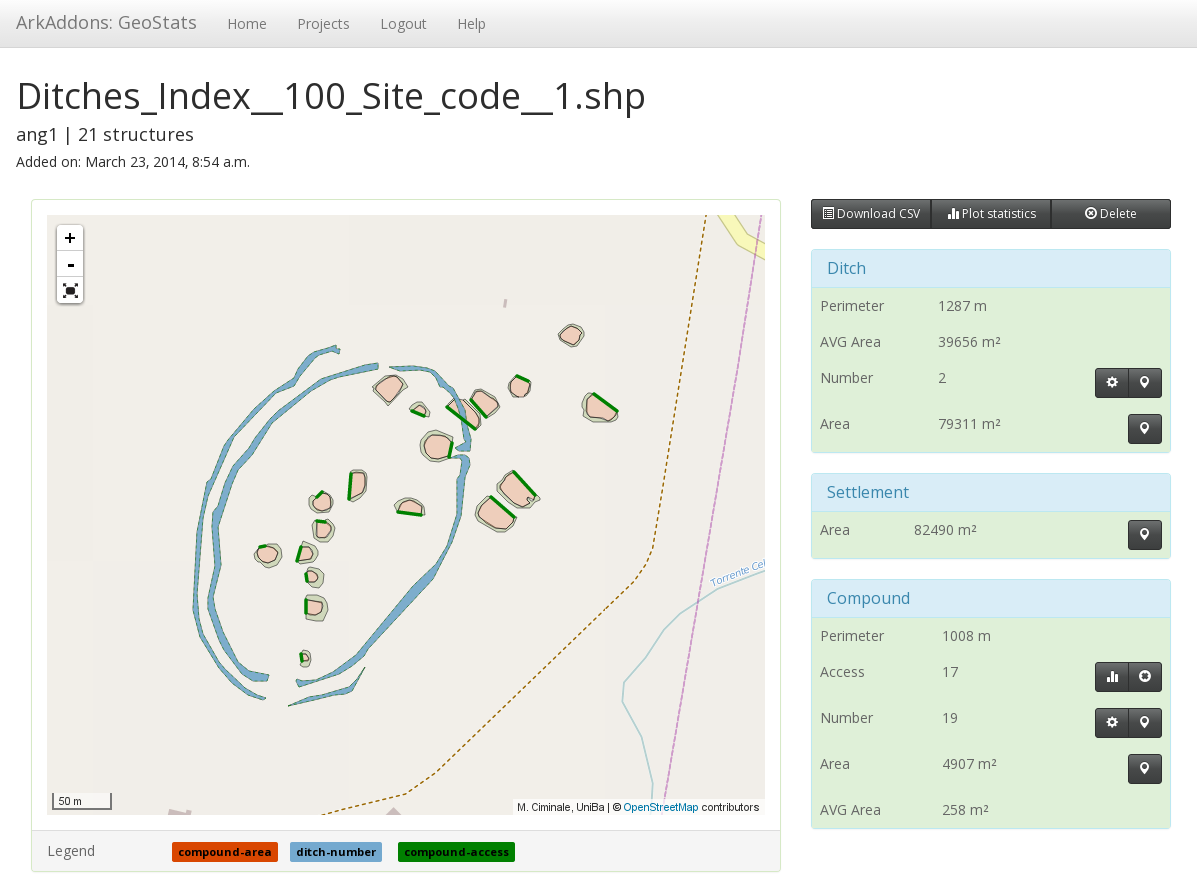 ArkAddons: GeoStats Home Projects Logout Help
Ditches_Index__100_Site_code__1.shp
ang1 | 21 structures
Added on: March 23, 2014, 8:54 a.m.
+
-
50 m
Torrente Cel
M. Ciminale, UniBa | © OpenStreetMap contributors
Legend compound-area ditch-number compound-access
Download CSV Plot statistics Delete
Ditch
Perimeter 1287 m
AVG Area 39656 m²
Number 2
Area 79311 m²
Settlement
Area 82490 m²
Compound
Perimeter 1008 m
Access 17
Number 19
Area 4907 m²
AVG Area 258 m²